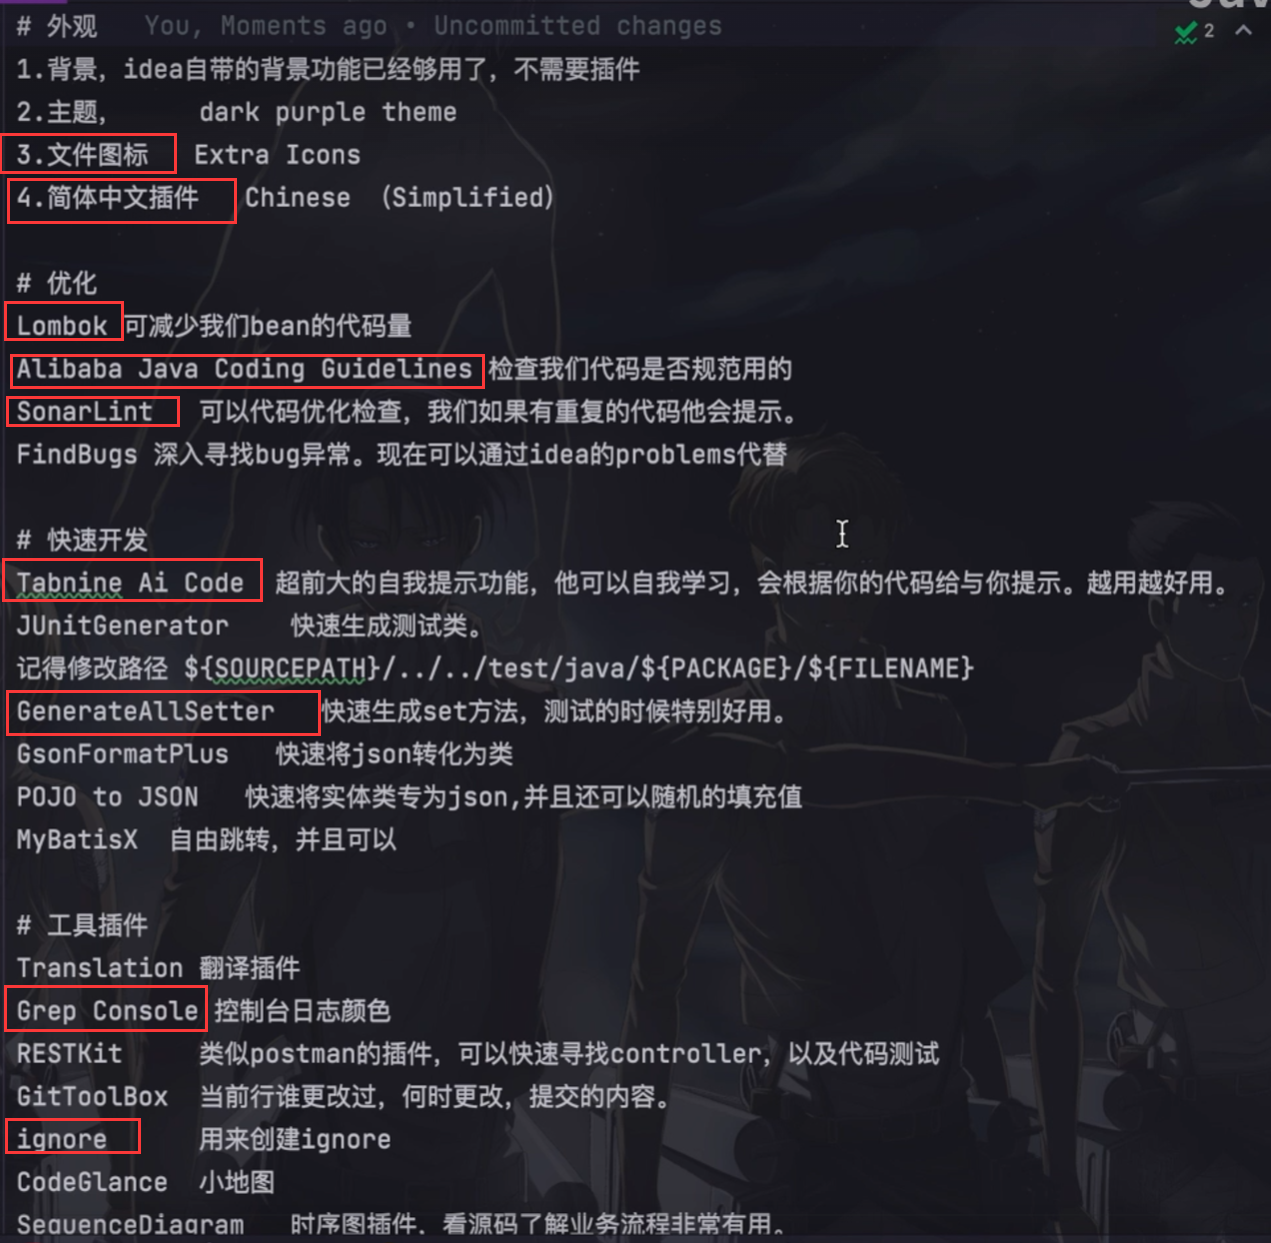 # 外观 You, Moments ago • Uncommitted changes
2
1.背景，idea自带的背景功能已经够用了，不需要插件
2.主题， dark purple theme
3.文件图标 Extra Icons
4.简体中文插件 Chinese （Simplified）
# 优化
Lombok 可减少我们bean的代码量
Alibaba Java Coding Guidelines 检查我们代码是否规范用的
SonarLint 可以代码优化检查，我们如果有重复的代码他会提示。
FindBugs 深入寻找bug异常。现在可以通过idea的problems代替
# 快速开发
Tabnine Ai Code 超前大的自我提示功能，他可以自我学习，会根据你的代码给与你提示。越用越好用。
JUnitGenerator 快速生成测试类。
记得修改路径 ${SOURCEPATH}/../../test/java/${PACKAGE}/${FILENAME}
GenerateAllSetter 快速生成set方法，测试的时候特别好用。
GsonFormatPlus 快速将json转化为类
POJO to JSON 快速将实体类专为json,并且还可以随机的填充值
MyBatisX 自由跳转，并且可以
# 工具插件
Translation 翻译插件
Grep Console 控制台日志颜色
RESTKit 类似postman的插件，可以快速寻找controller，以及代码测试
GitToolBox 当前行谁更改过，何时更改，提交的内容。
ignore 用来创建ignore
CodeGlance 小地图
SequenceDiagram 时序图插件，看源码了解业务流程非常有用。